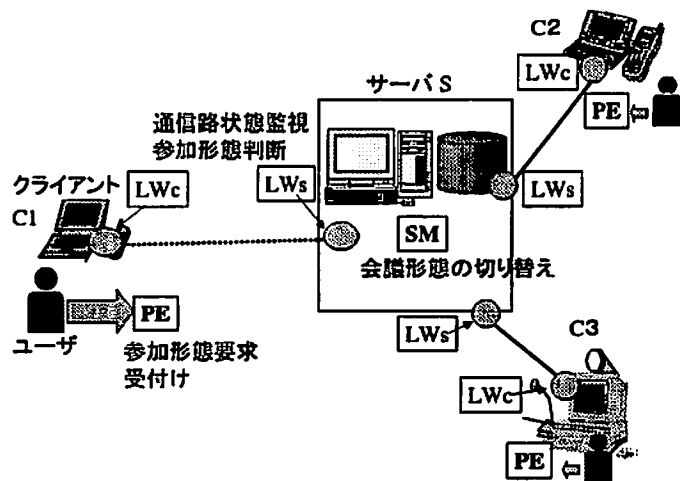 C2
LWc
サーバ S
PE
通信路状態監視
参加形態判断
クライアント
LWc
LWs
LWs
C1
SM
会議形態の切り替え
PE
LWs
C3
ユーザ
参加形態要求
受付け
LWc
PE